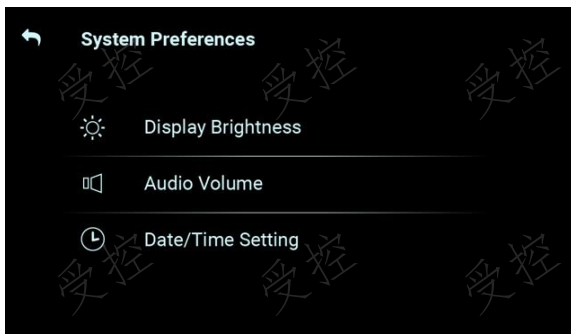 System Preferences
受控 受控 受控
Display Brightness
Audio Volume
Date/Time Setting
受控 受控 受控